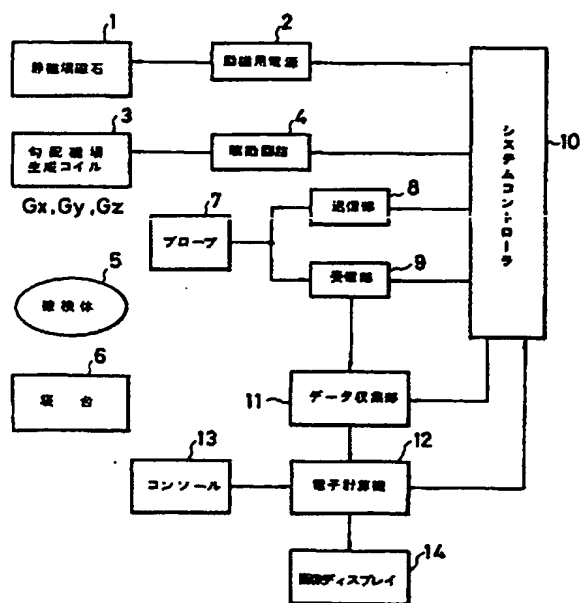 1
静磁場磁石
2
励磁用電源
3
勾配磁場
生成コイル
Gx,Gy,Gz
4
駆動回路
システムコントローラ
10
7
プローブ
8
送信部
9
受信部
5
被検体
6
寝台
11
データ収集部
12
電子計算機
13
コンソール
14
画像ディスプレイ